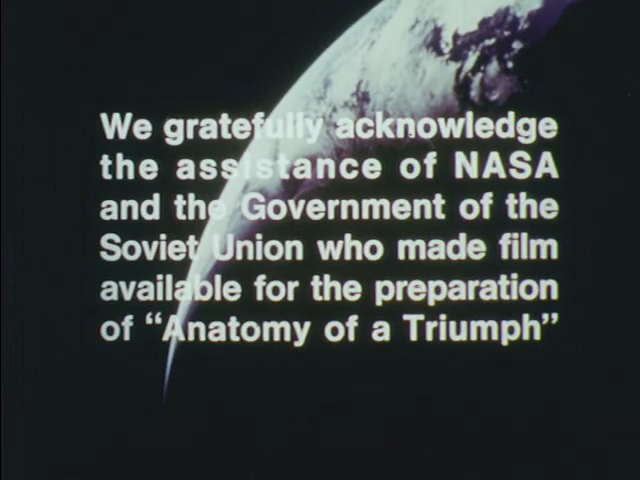 We gratefully acknowledge
the assistance of NASA
and the Government of the
Soviet Union who made film
available for the preparation
of “Anatomy of a Triumph”